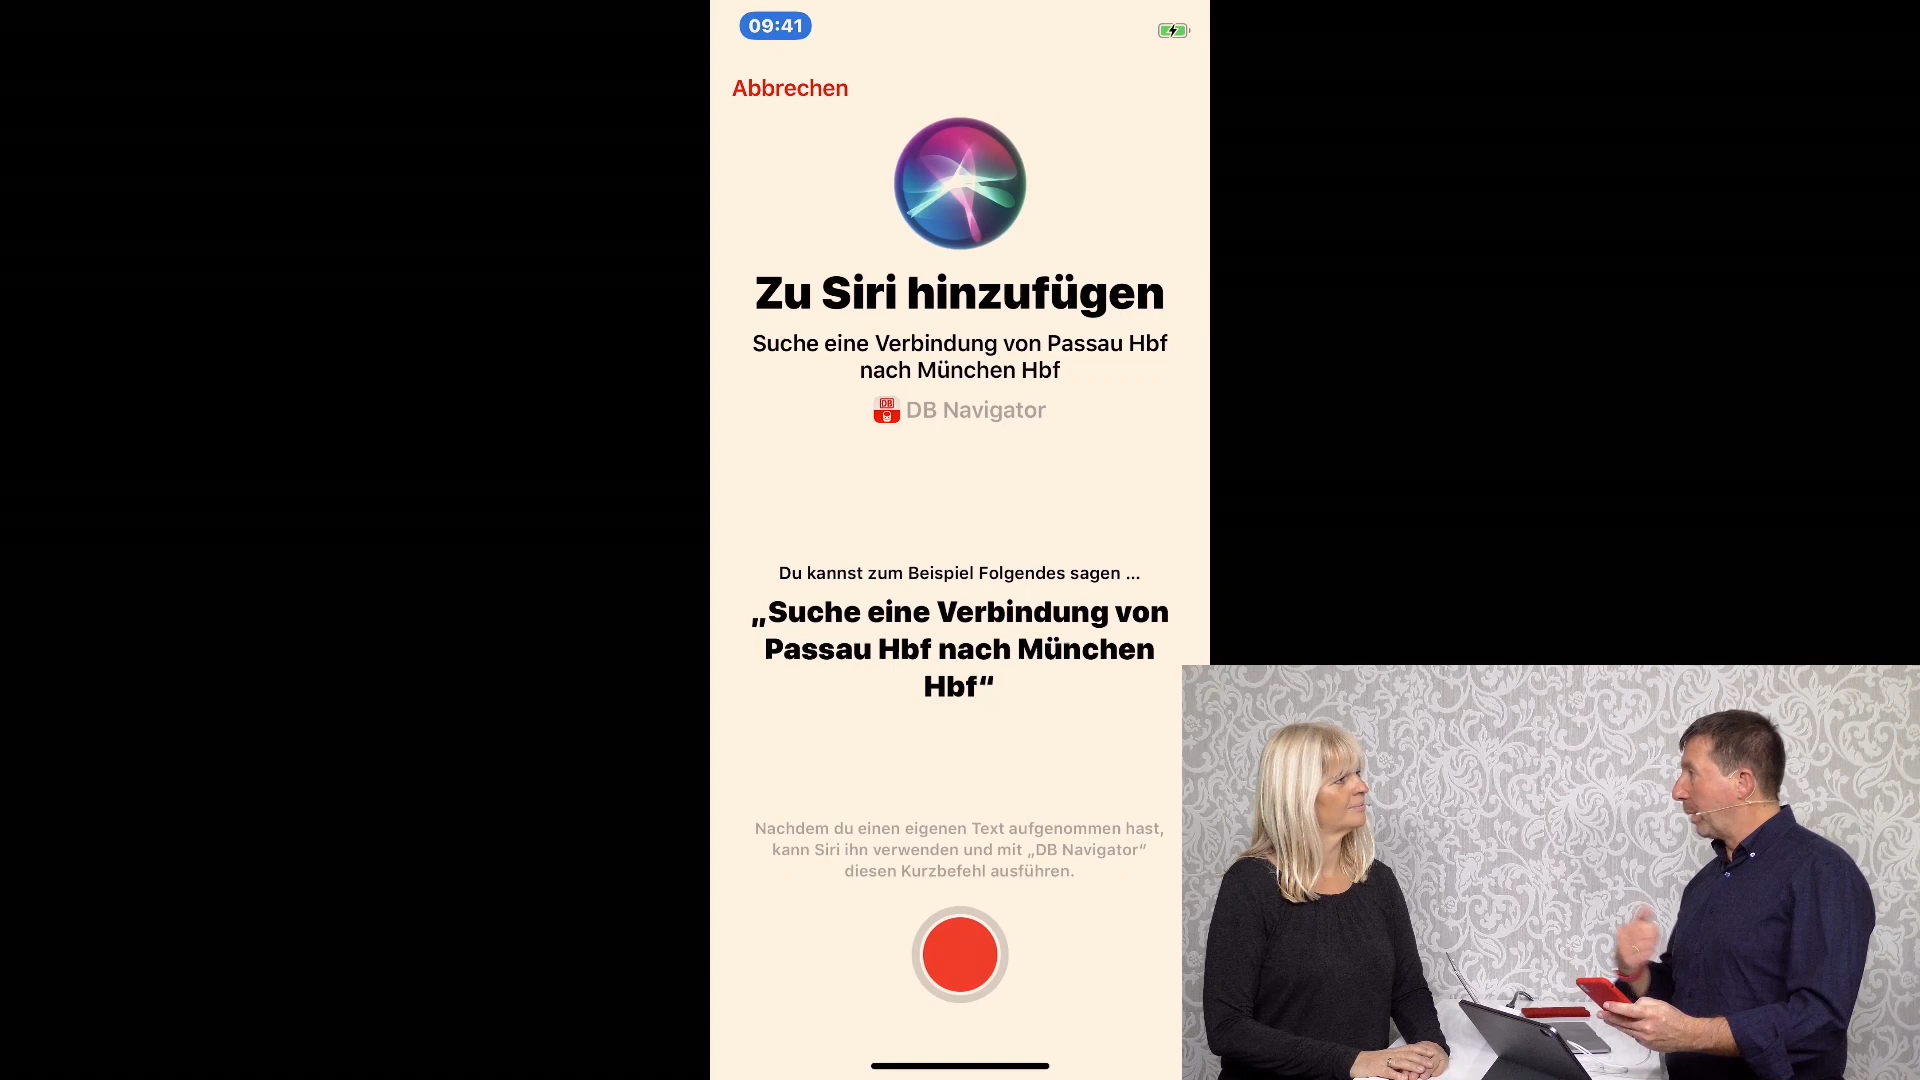 09:41
Abbrechen
Zu Siri hinzufügen
Suche eine Verbindung von Passau Hbf
nach München Hbf
DB
DB Navigator
Du kannst zum Beispiel Folgendes sagen ...
„Suche eine Verbindung von
Passau Hbf nach München
Hbf“
Nachdem du einen eigenen Text aufgenommen hast,
kann Siri ihn verwenden und mit „DB Navigator“
diesen Kurzbefehl ausführen.